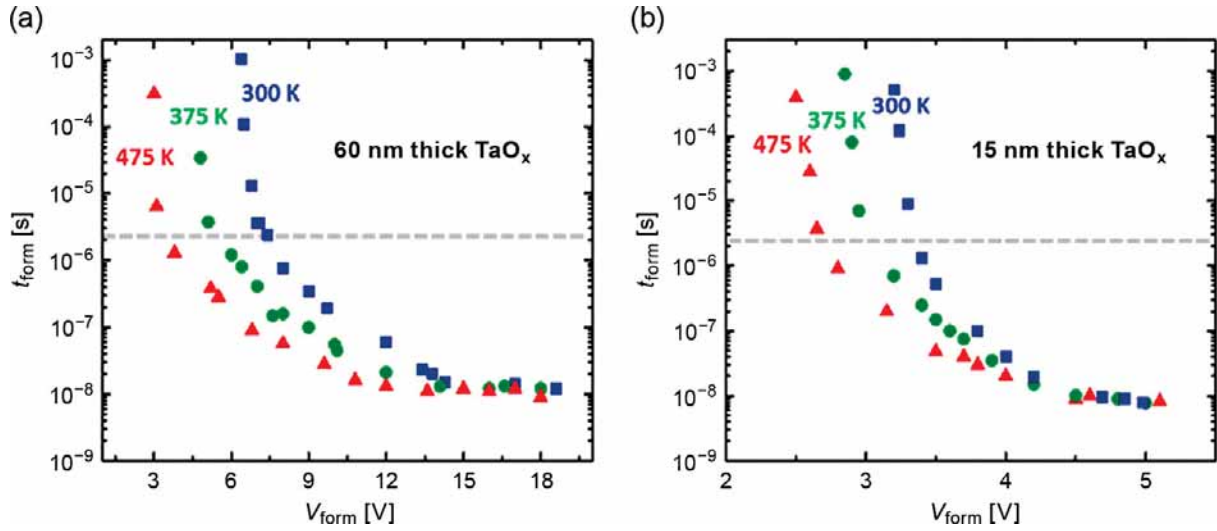 (a)
10⁻³
10⁻⁴
10⁻⁵
10⁻⁶
10⁻⁷
10⁻⁸
10⁻⁹
t_form [s]
300 K
375 K
475 K
60 nm thick TaOₓ
3 6 9 12 15 18
V_form [V]
(b)
10⁻³
10⁻⁴
10⁻⁵
10⁻⁶
10⁻⁷
10⁻⁸
10⁻⁹
t_form [s]
300 K
375 K
475 K
15 nm thick TaOₓ
2 3 4 5
V_form [V]